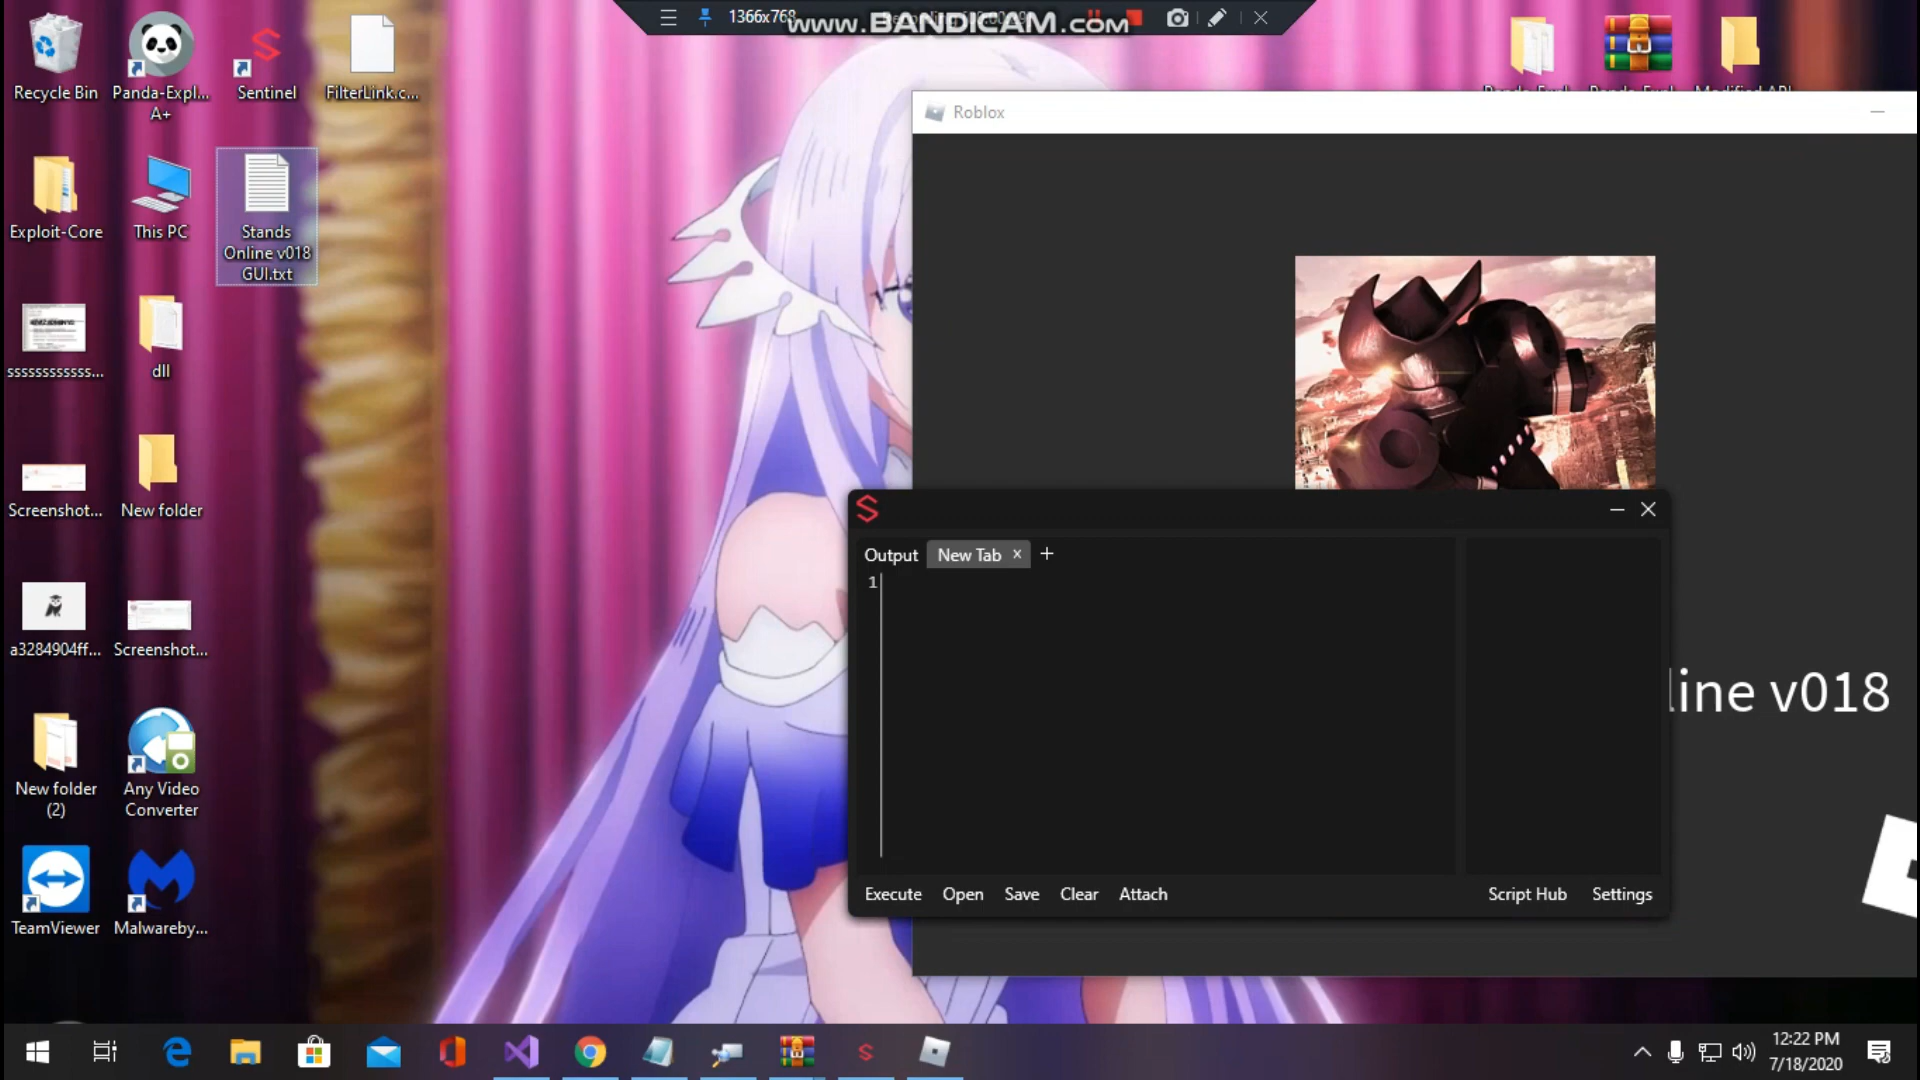 1366x768
www.BANDICAM.com
Recycle Bin
Panda-Expl...
A+
Sentinel
FilterLink.c...
Exploit-Core
This PC
Stands
Online v018
GUI.txt
ssssssssssss...
dll
Screenshot...
New folder
a3284904ff...
Screenshot...
New folder
(2)
Any Video
Converter
TeamViewer
Malwareby...
Roblox
Output
New Tab
1
Execute
Open
Save
Clear
Attach
Script Hub
Settings
line v018
12:22 PM
7/18/2020